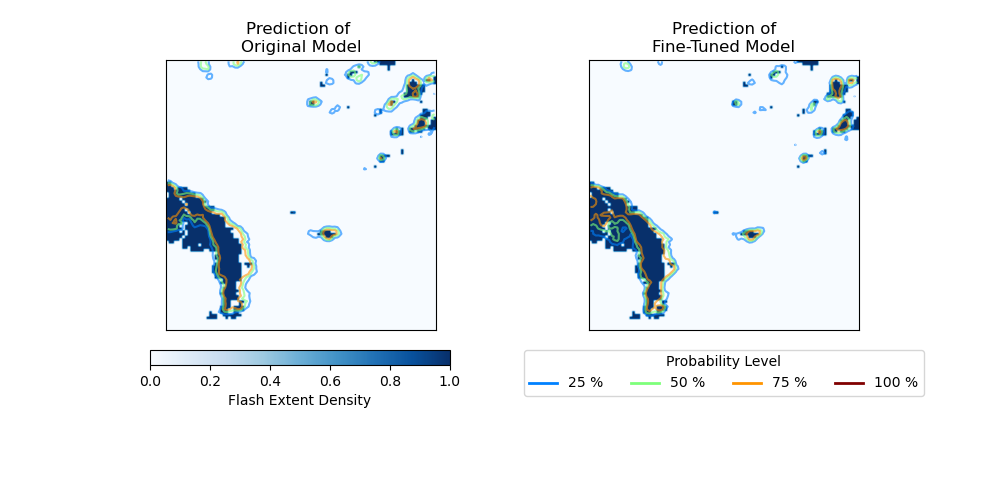 Prediction of
Original Model
Prediction of
Fine-Tuned Model
0.0 0.2 0.4 0.6 0.8 1.0
Flash Extent Density
Probability Level
25 % 50 % 75 % 100 %